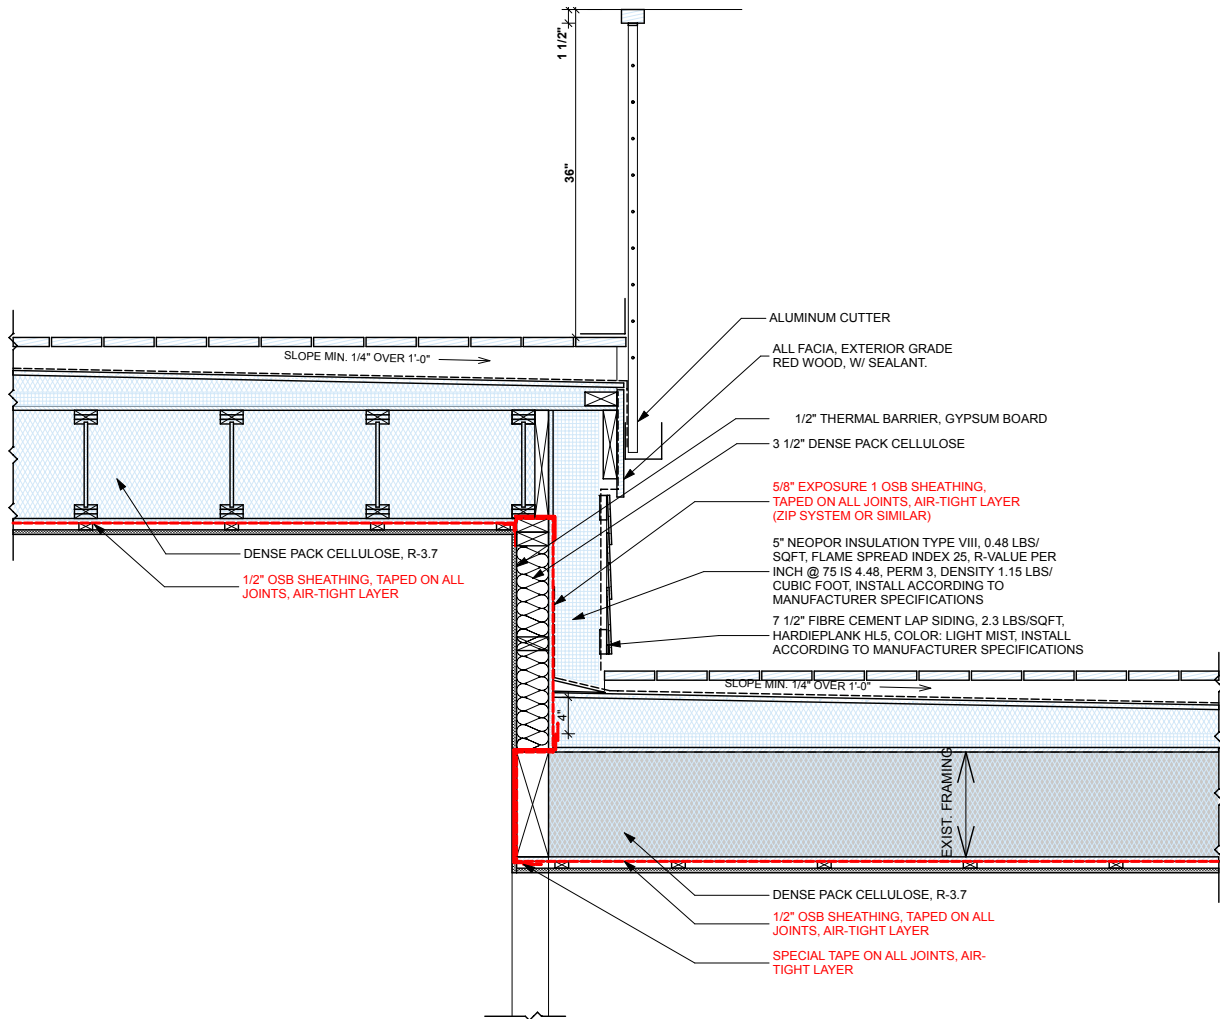 1 1/2"
36"
ALUMINUM CUTTER
SLOPE MIN. 1/4" OVER 1'-0"
ALL FACIA, EXTERIOR GRADE
RED WOOD, W/ SEALANT.
1/2" THERMAL BARRIER, GYPSUM BOARD
3 1/2" DENSE PACK CELLULOSE
5/8" EXPOSURE 1 OSB SHEATHING,
TAPED ON ALL JOINTS, AIR-TIGHT LAYER
(ZIP SYSTEM OR SIMILAR)
DENSE PACK CELLULOSE, R-3.7
1/2" OSB SHEATHING, TAPED ON ALL
JOINTS, AIR-TIGHT LAYER
5" NEOPOR INSULATION TYPE VIII, 0.48 LBS/
SQFT, FLAME SPREAD INDEX 25, R-VALUE PER
INCH @ 75 IS 4.48, PERM 3, DENSITY 1.15 LBS/
CUBIC FOOT, INSTALL ACCORDING TO
MANUFACTURER SPECIFICATIONS
7 1/2" FIBRE CEMENT LAP SIDING, 2.3 LBS/SQFT,
HARDIEPLANK HL5, COLOR: LIGHT MIST, INSTALL
ACCORDING TO MANUFACTURER SPECIFICATIONS
SLOPE MIN. 1/4" OVER 1'-0"
4"
EXIST. FRAMING
DENSE PACK CELLULOSE, R-3.7
1/2" OSB SHEATHING, TAPED ON ALL
JOINTS, AIR-TIGHT LAYER
SPECIAL TAPE ON ALL JOINTS, AIR-
TIGHT LAYER